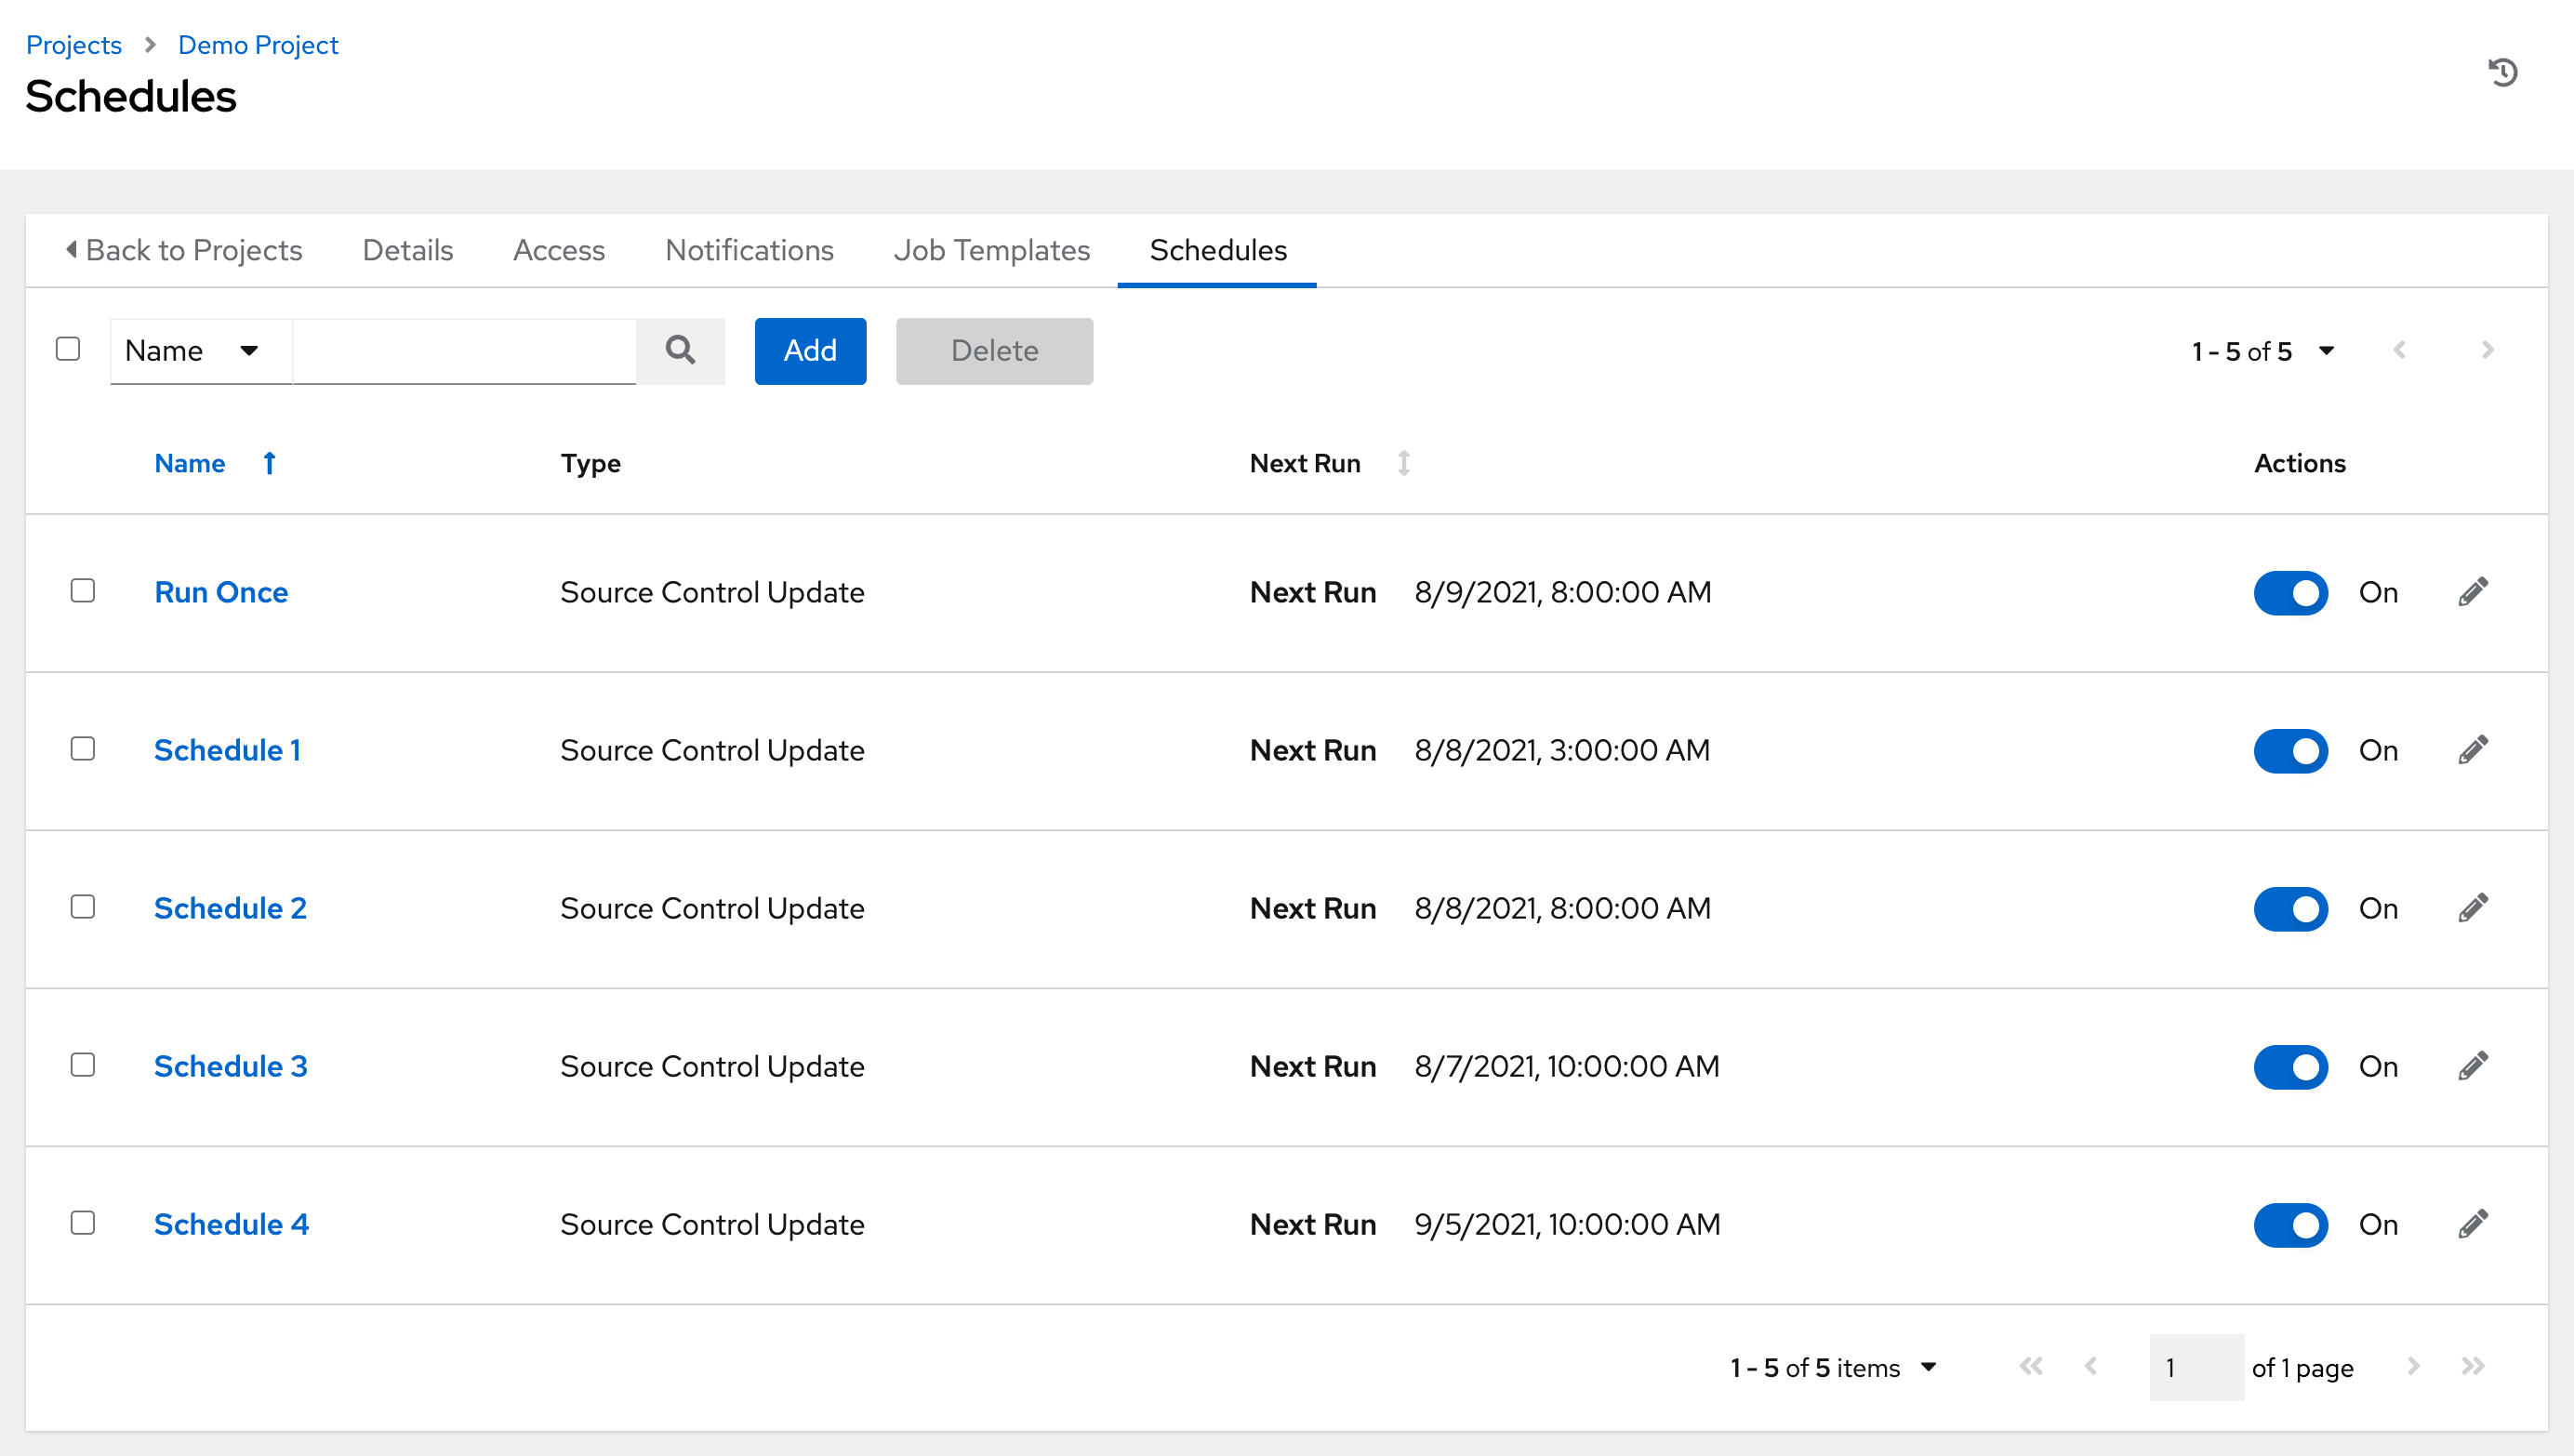 Projects > Demo Project
Schedules
Back to Projects Details Access Notifications Job Templates Schedules
Name Add Delete 1 - 5 of 5
Name Type Next Run Actions
Run Once Source Control Update Next Run 8/9/2021, 8:00:00 AM On
Schedule 1 Source Control Update Next Run 8/8/2021, 3:00:00 AM On
Schedule 2 Source Control Update Next Run 8/8/2021, 8:00:00 AM On
Schedule 3 Source Control Update Next Run 8/7/2021, 10:00:00 AM On
Schedule 4 Source Control Update Next Run 9/5/2021, 10:00:00 AM On
1 - 5 of 5 items 1 of 1 page